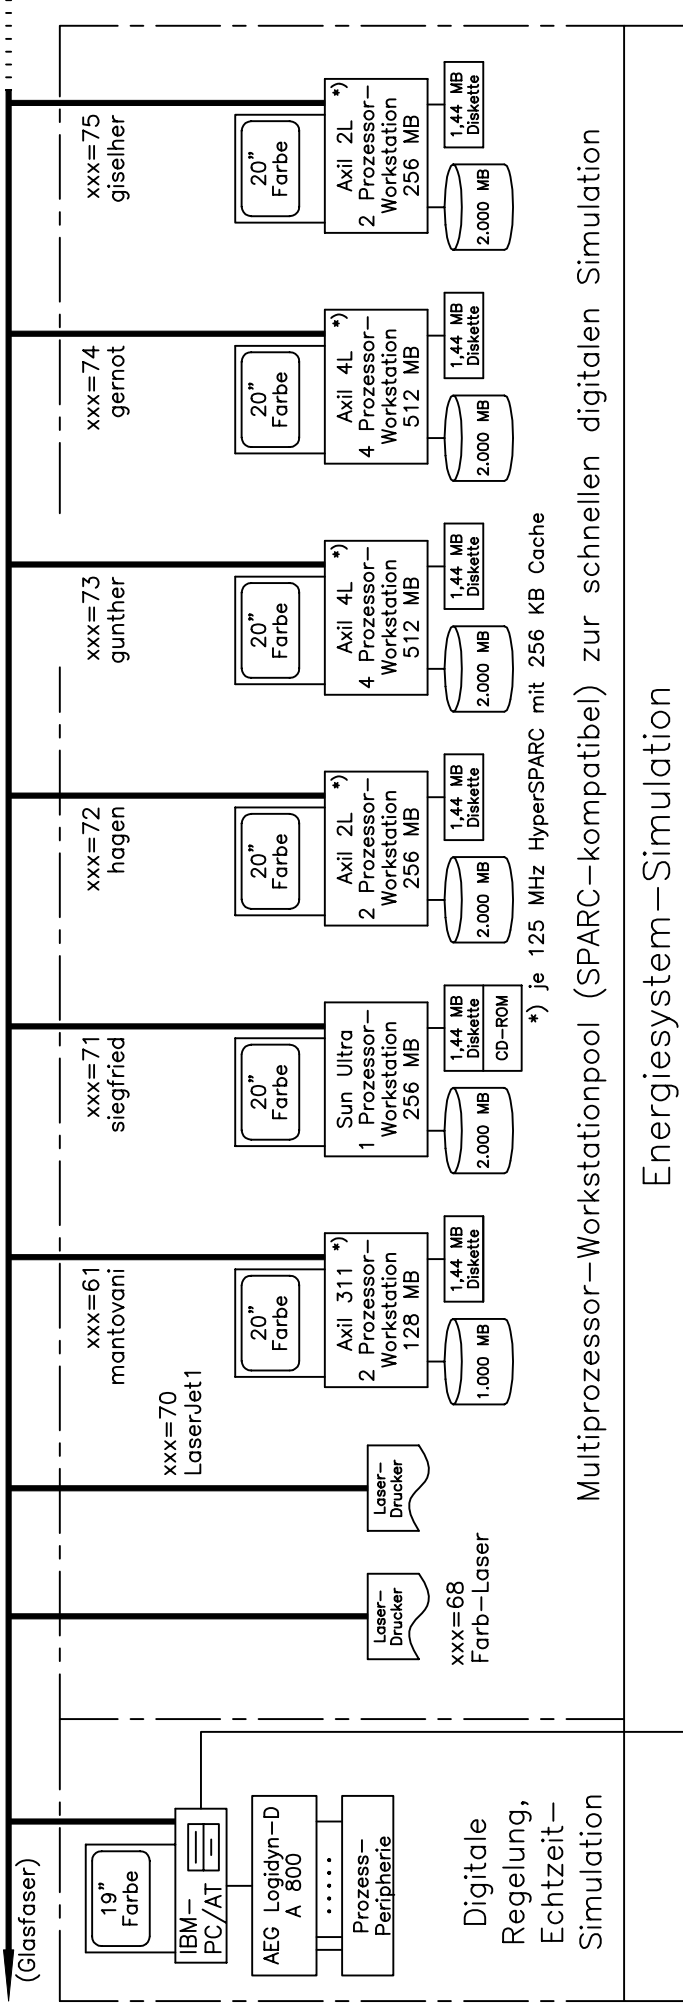 (Glasfaser)
19"
Farbe
IBM-
PC/AT
AEG Logidyn-D
A 800
Prozess-
Peripherie
Digitale
Regelung,
Echtzeit-
Simulation
xxx=68
Farb-Laser
Laser-
Drucker
xxx=70
LaserJet1
Laser-
Drucker
xxx=61
mantovani
20"
Farbe
Axil 311 *)
2 Prozessor-
Workstation
128 MB
1.000 MB
1,44 MB
Diskette
xxx=71
siegfried
20"
Farbe
Sun Ultra
1 Prozessor-
Workstation
256 MB
2.000 MB
1,44 MB
Diskette
CD-ROM
xxx=72
hagen
20"
Farbe
Axil 2L *)
2 Prozessor-
Workstation
256 MB
2.000 MB
1,44 MB
Diskette
xxx=73
gunther
20"
Farbe
Axil 4L *)
4 Prozessor-
Workstation
512 MB
2.000 MB
1,44 MB
Diskette
xxx=74
gernot
20"
Farbe
Axil 4L *)
4 Prozessor-
Workstation
512 MB
2.000 MB
1,44 MB
Diskette
xxx=75
giselher
20"
Farbe
Axil 2L *)
2 Prozessor-
Workstation
256 MB
2.000 MB
1,44 MB
Diskette
*) je 125 MHz HyperSPARC mit 256 KB Cache
Multiprozessor-Workstationpool (SPARC-kompatibel) zur schnellen digitalen Simulation
Energiesystem-Simulation